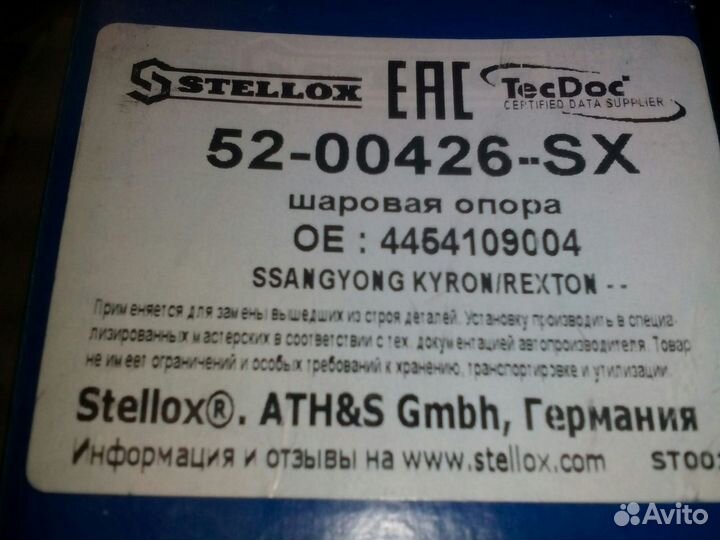 STELLOX EAC TecDoc
CERTIFIED DATA SUPPLIER
52-00426-SX
шаровая опора
OE : 4454109004
SSANGYONG KYRON/REXTON --
Применяется для замены вышедших из строя деталей. Установку производить в специа-
лизированных мастерских в соответствии с тех. документацией автопроизводителя. Товар
не имеет ограничений и особых требований к хранению, транспортировке и утилизации.
Stellox®. ATH&S Gmbh, Германия
Информация и отзывы на www.stellox.com
Avito